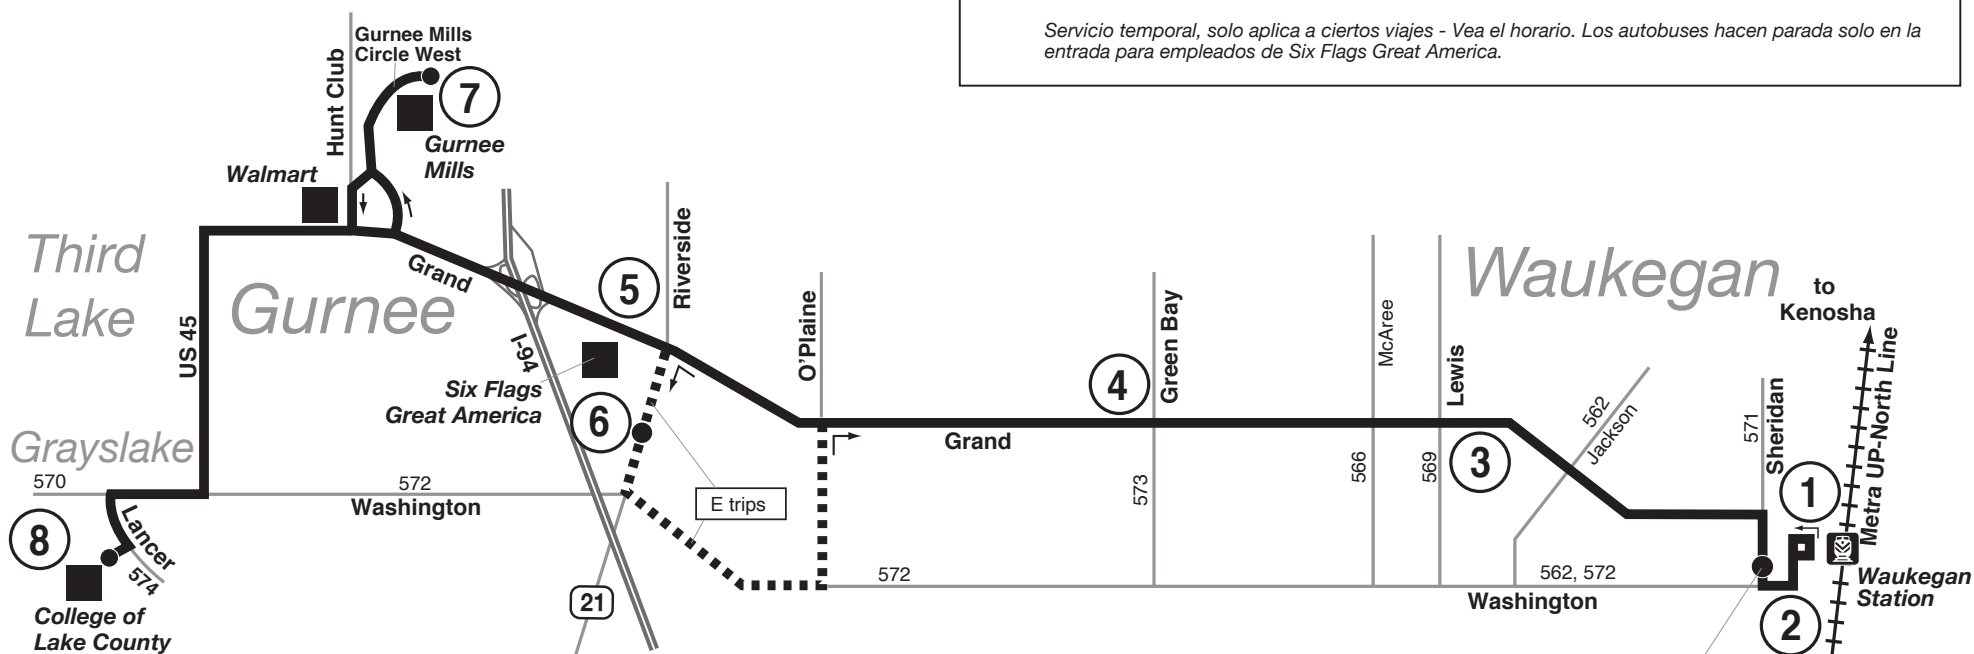 Servicio temporal, solo aplica a ciertos viajes - Vea el horario. Los autobuses hacen parada solo en la
entrada para empleados de Six Flags Great America.
Gurnee Mills
Circle West
Hunt Club
7
Gurnee
Mills
Walmart
Third
Lake
Gurnee
US 45
Grand
I-94
5
Riverside
Six Flags
Great America
6
O'Plaine
4
Green Bay
McAree
Lewis
Waukegan
to
Kenosha
Metra UP-North Line
Grayslake
570
572
Washington
E trips
Grand
573
566
569
3
562
Jackson
571
Sheridan
1
8
Lancer
574
College of
Lake County
21
572
562, 572
Washington
2
Waukegan
Station